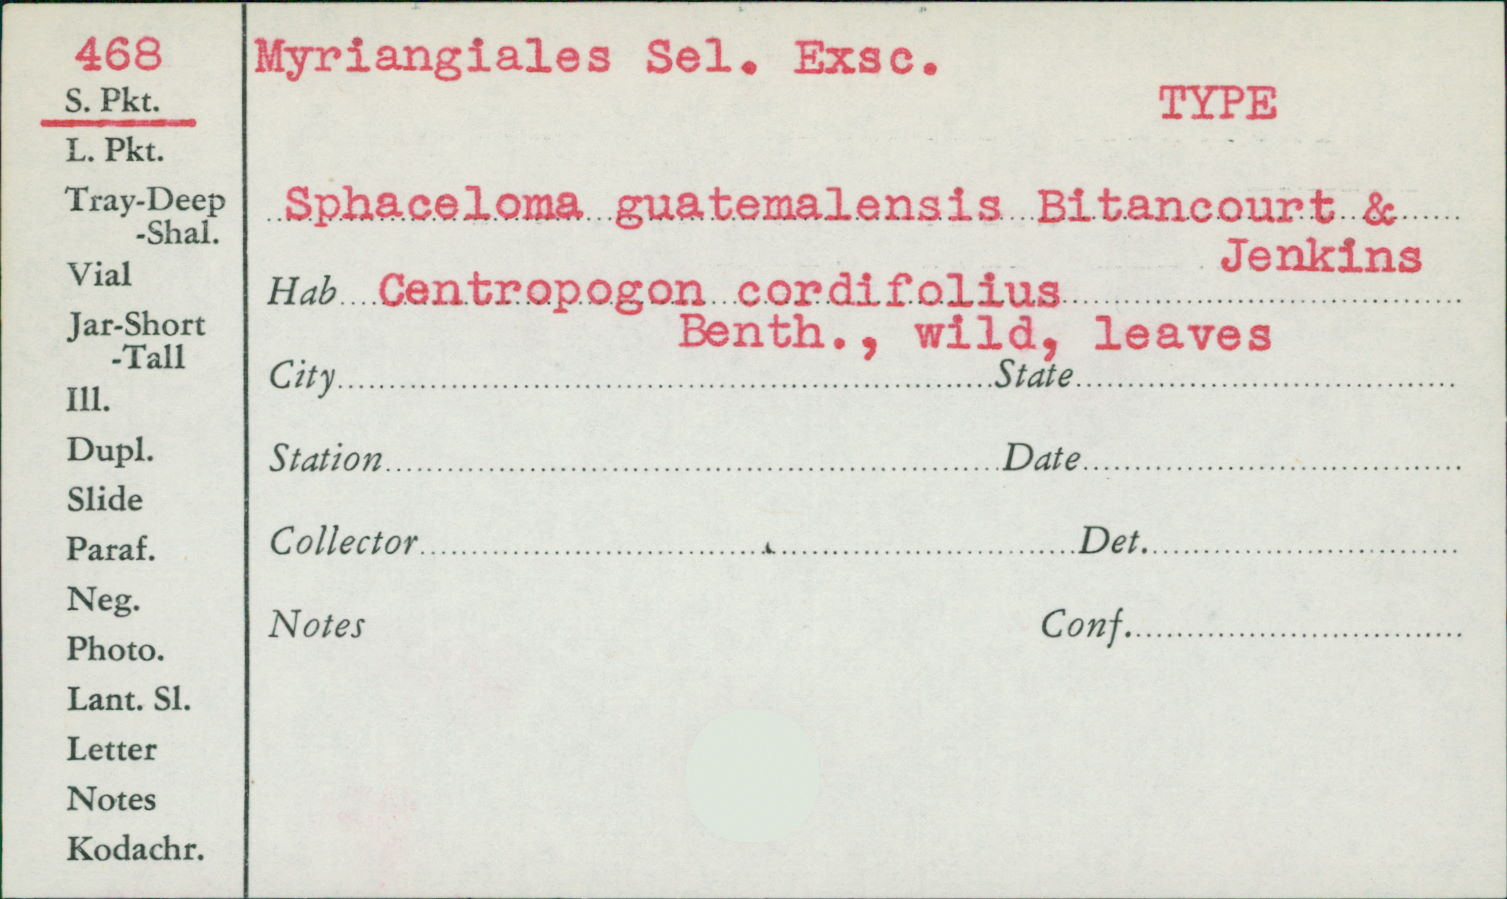 468
S. Pkt.
L. Pkt.
Tray-Deep
-Shal.
Vial
Jar-Short
-Tall
Ill.
Dupl.
Slide
Paraf.
Neg.
Photo.
Lant. Sl.
Letter
Notes
Kodachr.
Myriangiales Sel. Exsc.
TYPE
Sphaceloma guatemalensis Bitancourt &
Jenkins
Hab Centropogon cordifolius
Benth., wild, leaves
City State
Station Date
Collector Det.
Notes Conf.